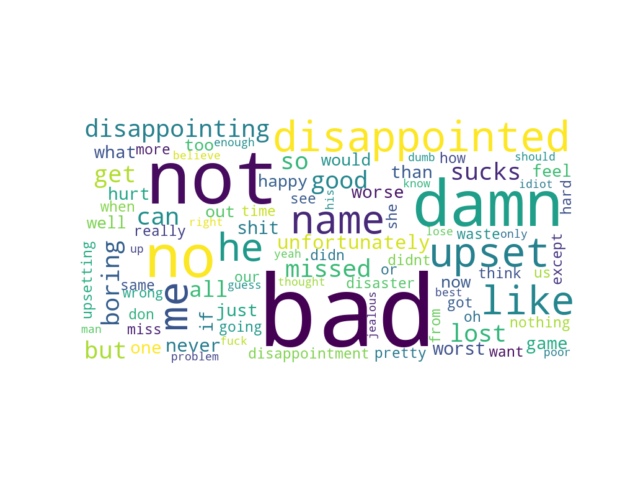 disappointing
disappointed
what more too enough
believe
dumb how should
get not so would good than sucks feel
know idiot
hurt happy see worse his she hard
when can out time name damn
well really shit right
unfortunately lose waste only
upsetting boring up no he yeah .didn didnt upset except
me all our missed or now think us
same wrong guess thought disaster jealous best got like
don if just bad from oh nothing
man miss going lost
but one never fuck worst want game
problem disappointment pretty poor